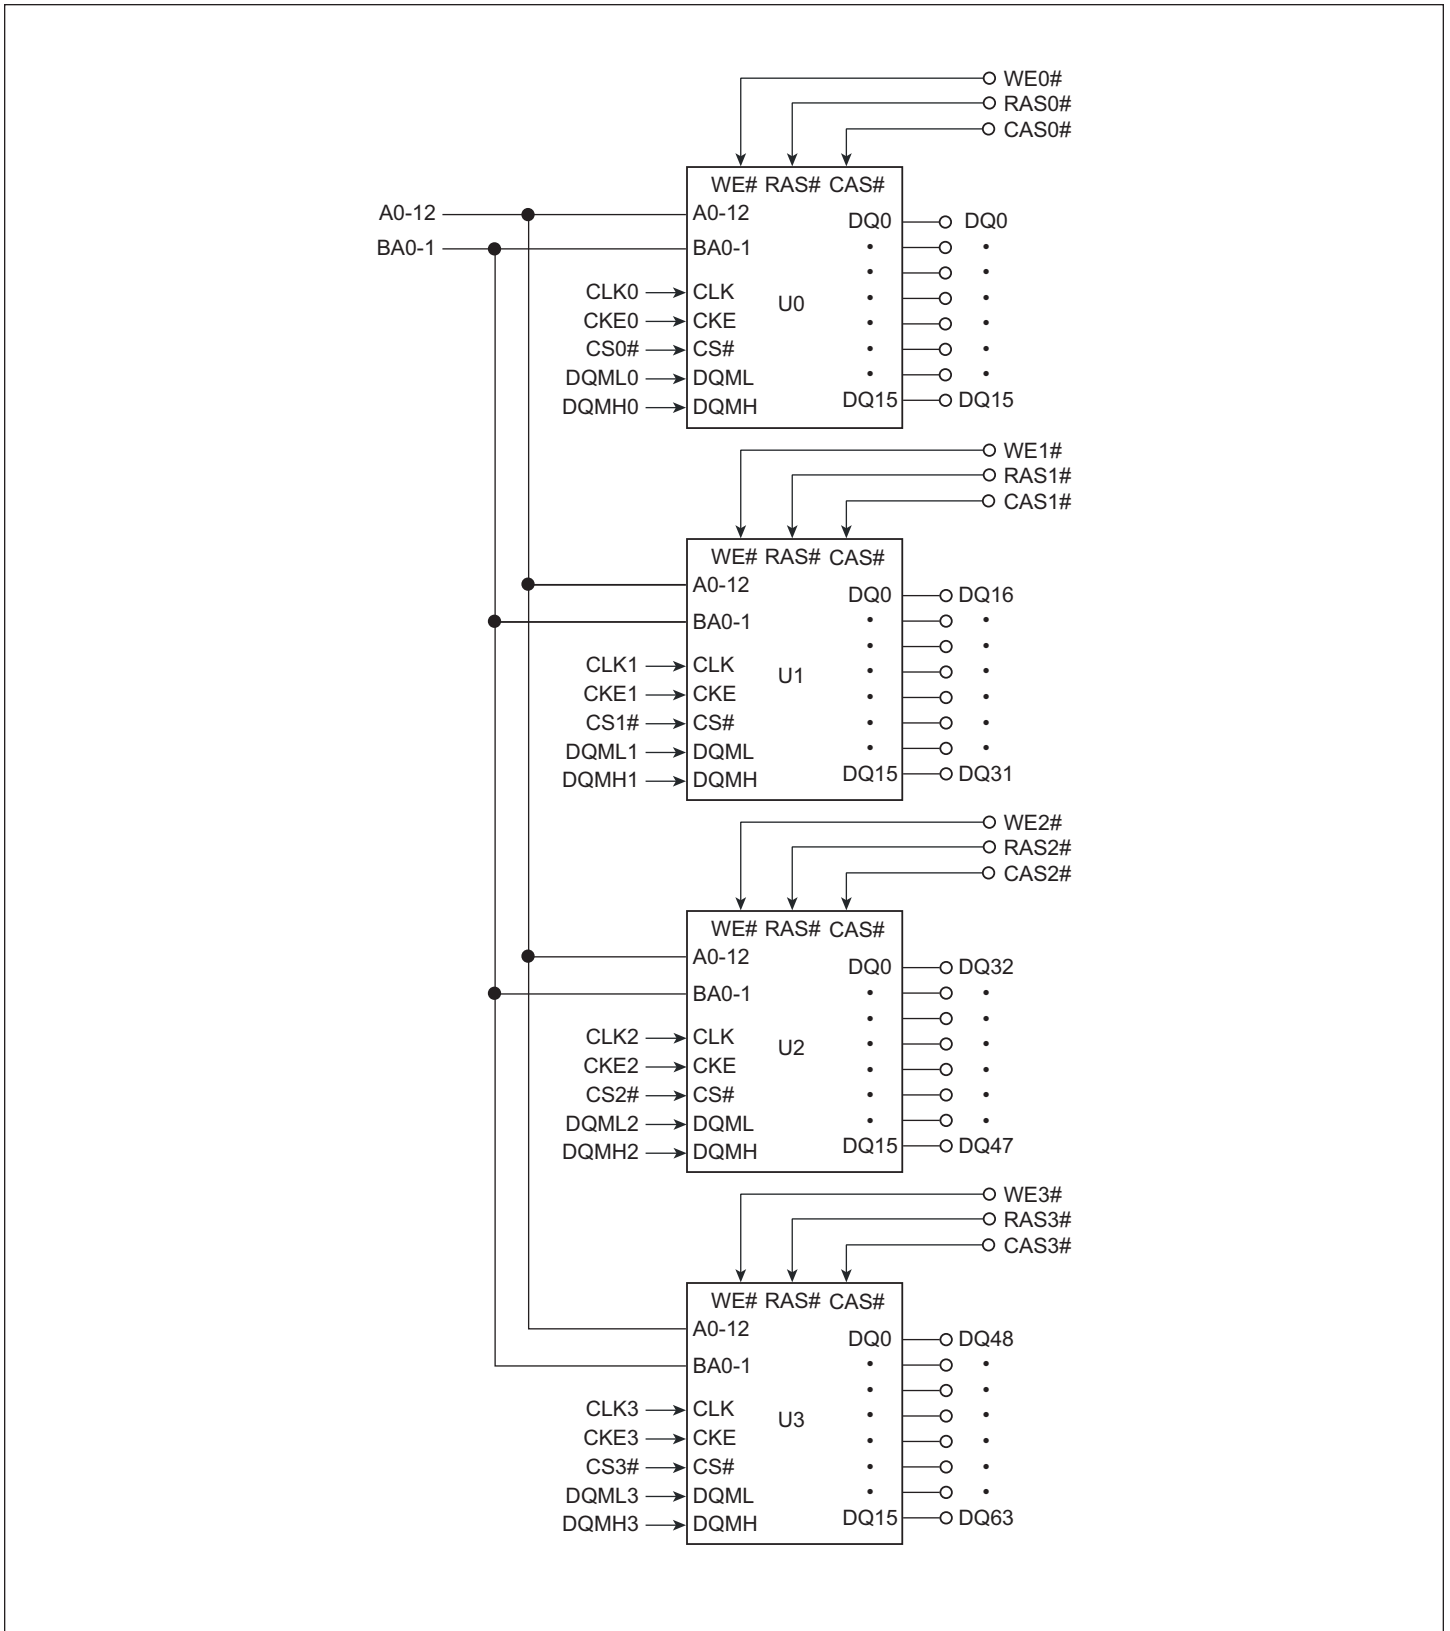 WE0#
RAS0#
CAS0#
WE# RAS# CAS#
A0-12 A0-12
DQ0 DQ0
BA0-1 BA0-1
CLK0 CLK
U0
CKE0 CKE
CS0# CS#
DQML0 DQML
DQMH0 DQMH
DQ15 DQ15
WE1#
RAS1#
CAS1#
WE# RAS# CAS#
A0-12
DQ0 DQ16
BA0-1
CLK1 CLK
U1
CKE1 CKE
CS1# CS#
DQML1 DQML
DQMH1 DQMH
DQ15 DQ31
WE2#
RAS2#
CAS2#
WE# RAS# CAS#
A0-12
DQ0 DQ32
BA0-1
CLK2 CLK
U2
CKE2 CKE
CS2# CS#
DQML2 DQML
DQMH2 DQMH
DQ15 DQ47
WE3#
RAS3#
CAS3#
WE# RAS# CAS#
A0-12
DQ0 DQ48
BA0-1
CLK3 CLK
U3
CKE3 CKE
CS3# CS#
DQML3 DQML
DQMH3 DQMH
DQ15 DQ63